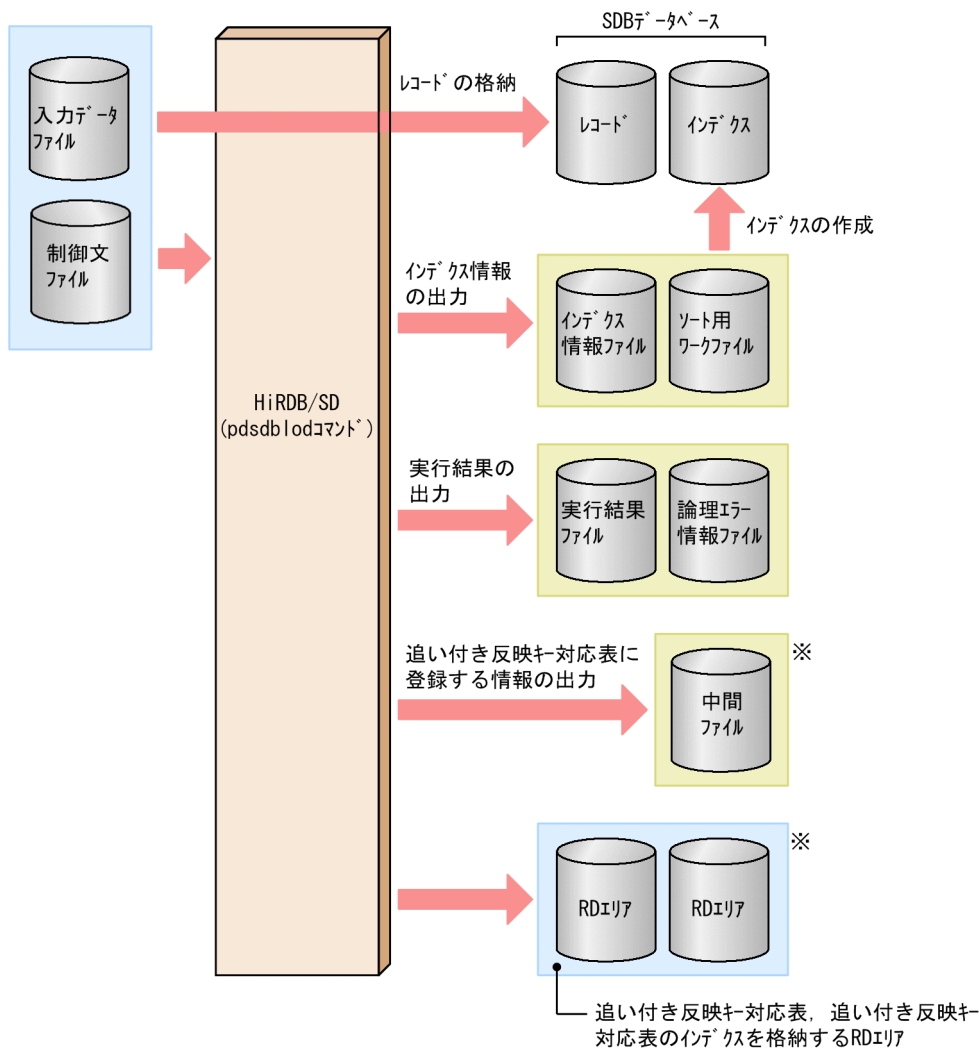 SDBデータベース
入力データ
ファイル
レコードの格納
レコード
インデクス
制御文
ファイル
インデクスの作成
インデクス情報
の出力
インデクス
情報ファイル
ソート用
ワークファイル
HiRDB/SD
(pdsdblodコマンド)
実行結果の
出力
実行結果
ファイル
論理エラー
情報ファイル
追い付き反映キー対応表に
登録する情報の出力
中間
ファイル
※
RDエリア
RDエリア
※
追い付き反映キー対応表，追い付き反映キー
対応表のインデクスを格納するRDエリア